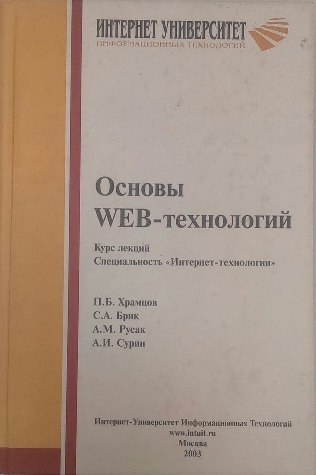 ИНТЕРНЕТ УНИВЕРСИТЕТ
ИНФОРМАЦИОННЫХ ТЕХНОЛОГИЙ
Основы
WEB-технологий
Курс лекций
Специальность «Интернет-технологии»
П.Б. Храмцов
С.А. Брик
А.М. Русак
А.И. Сурин
Интернет-Университет Информационных Технологий
www.intuit.ru
Москва
2003